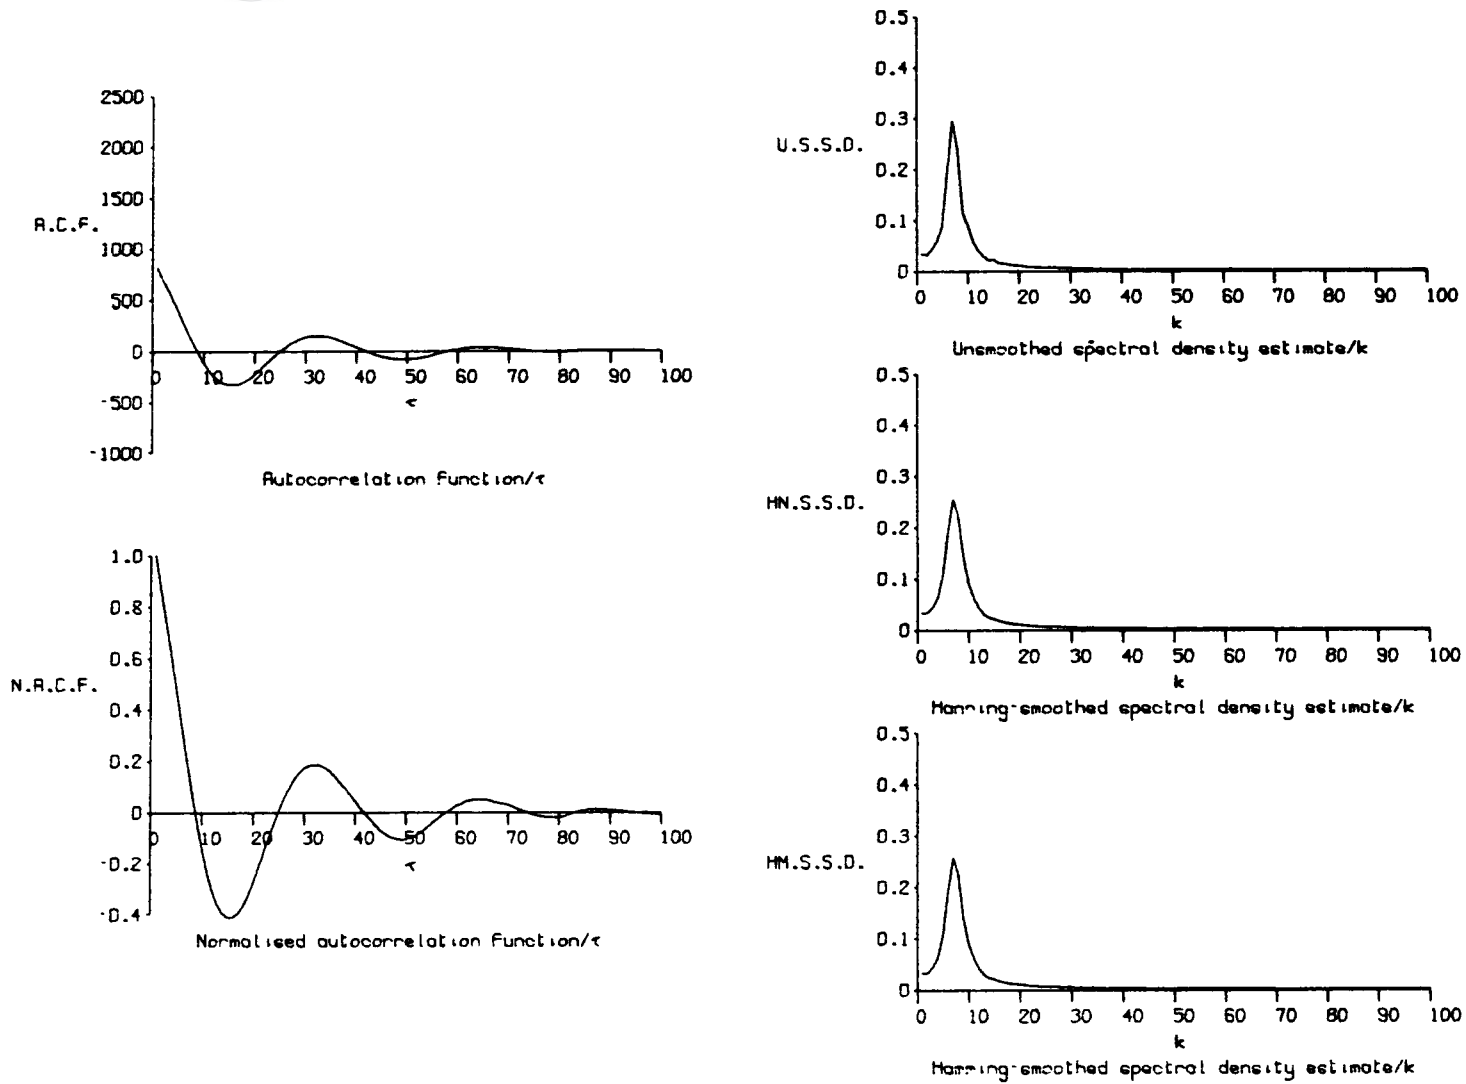 2500
2000
1500
A.C.F.
1000
500
0
0 10 20 30 40 50 60 70 80 90 100
τ
-500
-1000
Autocorrelation function/τ
1.0
0.8
0.6
N.A.C.F.
0.4
0.2
0
0 10 20 30 40 50 60 70 80 90 100
τ
-0.2
-0.4
Normalised autocorrelation function/τ
0.5
0.4
0.3
U.S.S.D.
0.2
0.1
0
0 10 20 30 40 50 60 70 80 90 100
k
Unsmoothed spectral density estimate/k
0.5
0.4
0.3
HN.S.S.D.
0.2
0.1
0
0 10 20 30 40 50 60 70 80 90 100
k
Hanning-smoothed spectral density estimate/k
0.5
0.4
0.3
HM.S.S.D.
0.2
0.1
0
0 10 20 30 40 50 60 70 80 90 100
k
Hamming-smoothed spectral density estimate/k